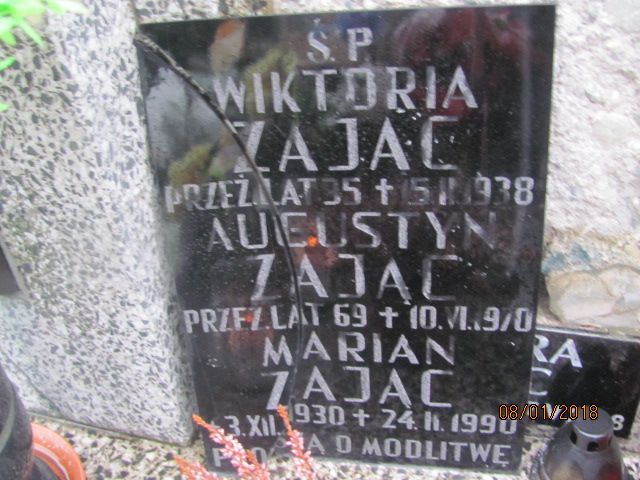 Ś.P.
WIKTORIA
ZAJĄC
PRZEŻ.LAT 35 + 15.II.1938
AUGUSTYN
ZAJĄC
PRZEŻ.LAT 69 + 10.VI.1970
MARIAN
ZAJĄC
3.XII.1930 + 24.II.1990
O MODLITWĘ
RA
C
8
08/01/2018